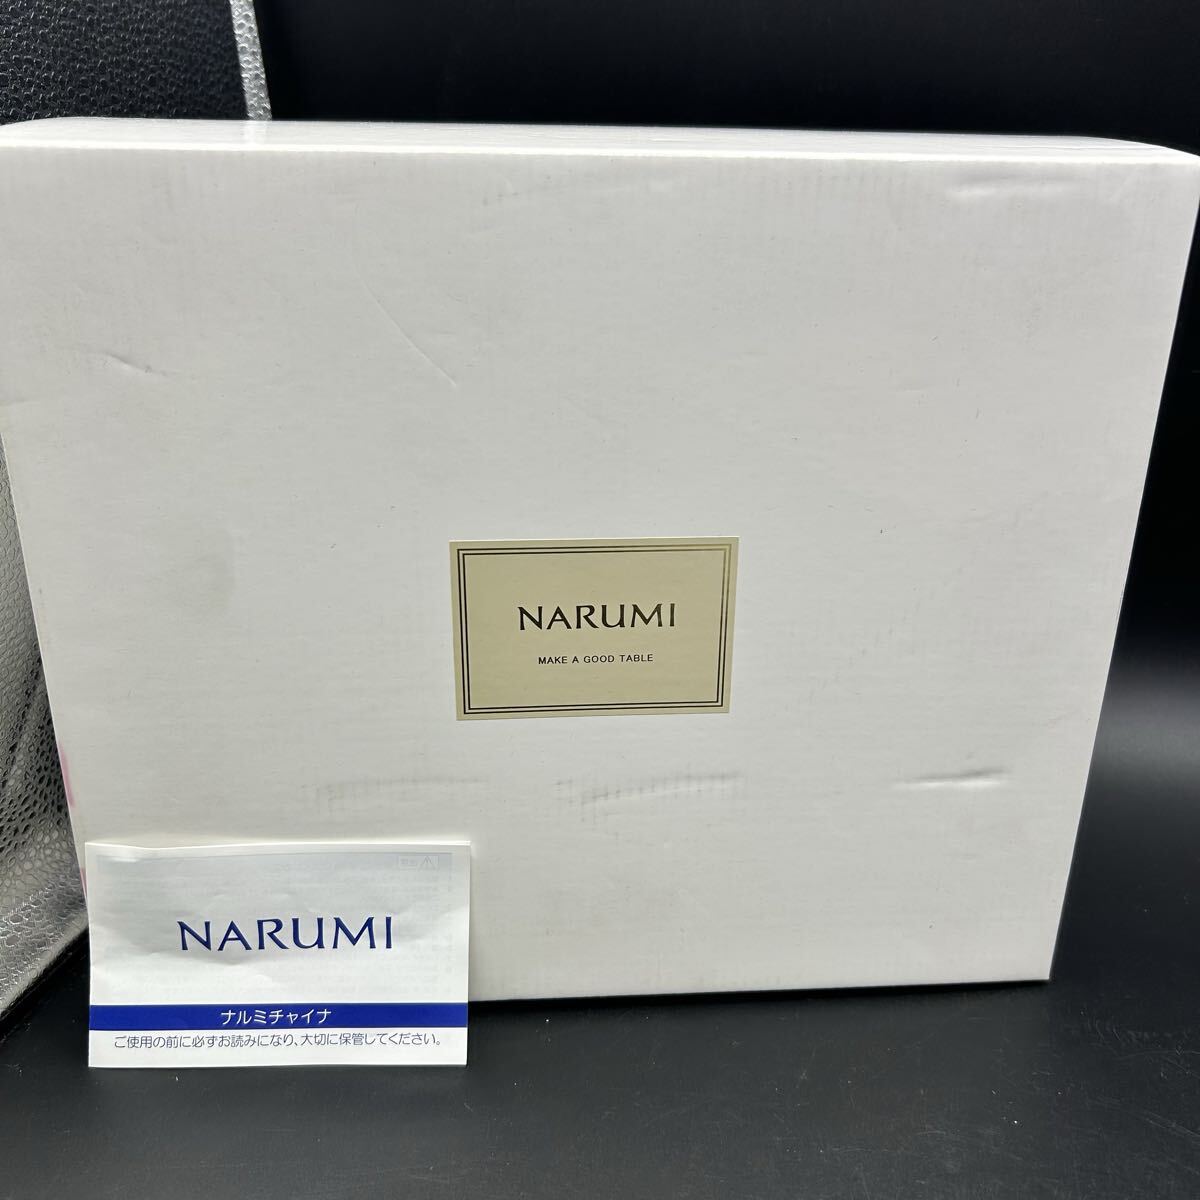 NARUMI
MAKE A GOOD TABLE
NARUMI
ナルミチャイナ
ご使用の前に必ずお読みになり、大切に保管してください。